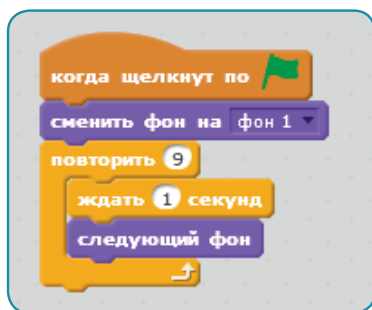 когда щелкнут по
сменить фон на фон 1
повторить 9
ждать 1 секунд
следующий фон